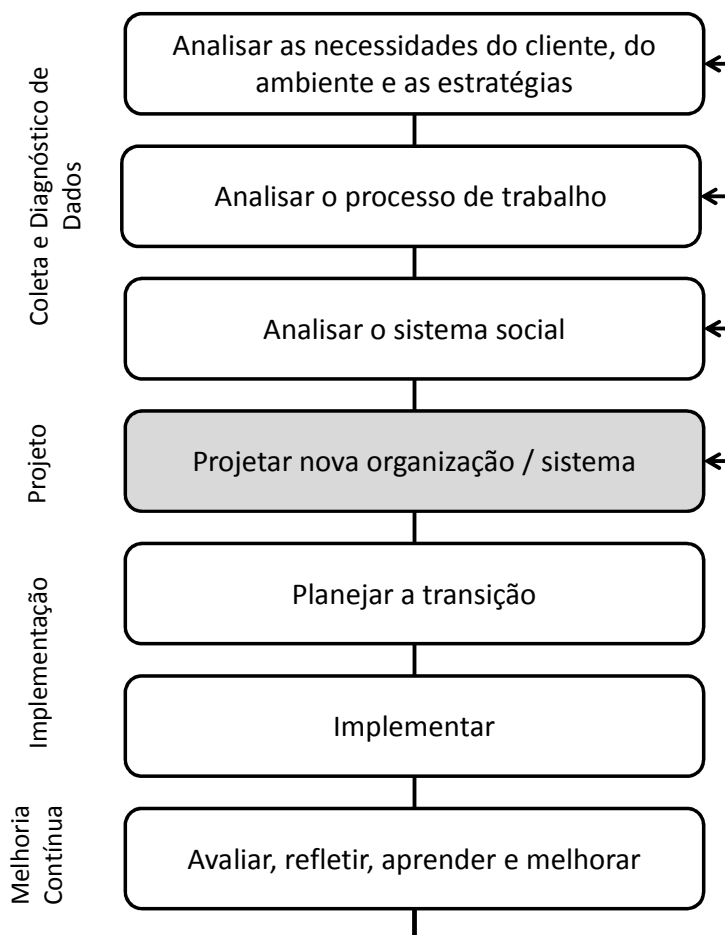 Coleta e Diagnóstico de
Dados
Analisar as necessidades do cliente, do
ambiente e as estratégias
Analisar o processo de trabalho
Analisar o sistema social
Projeto
Projetar nova organização / sistema
Implementação
Planejar a transição
Implementar
Melhoria
Contínua
Avaliar, refletir, aprender e melhorar